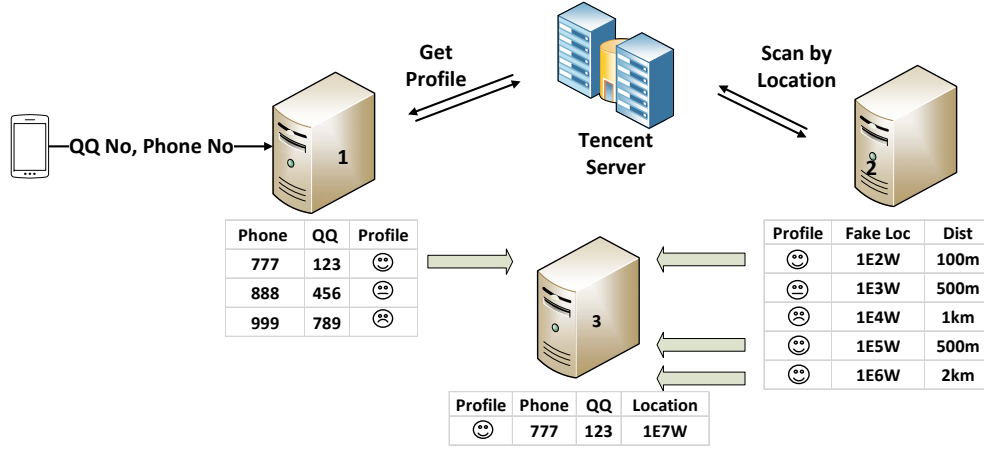 Get
Profile
Scan by
Location
QQ No, Phone No
1
Tencent
Server
2
Phone QQ Profile
777 123
888 456
999 789
Profile Fake Loc Dist
1E2W 100m
1E3W 500m
1E4W 1km
1E5W 500m
1E6W 2km
3
Profile Phone QQ Location
777 123 1E7W